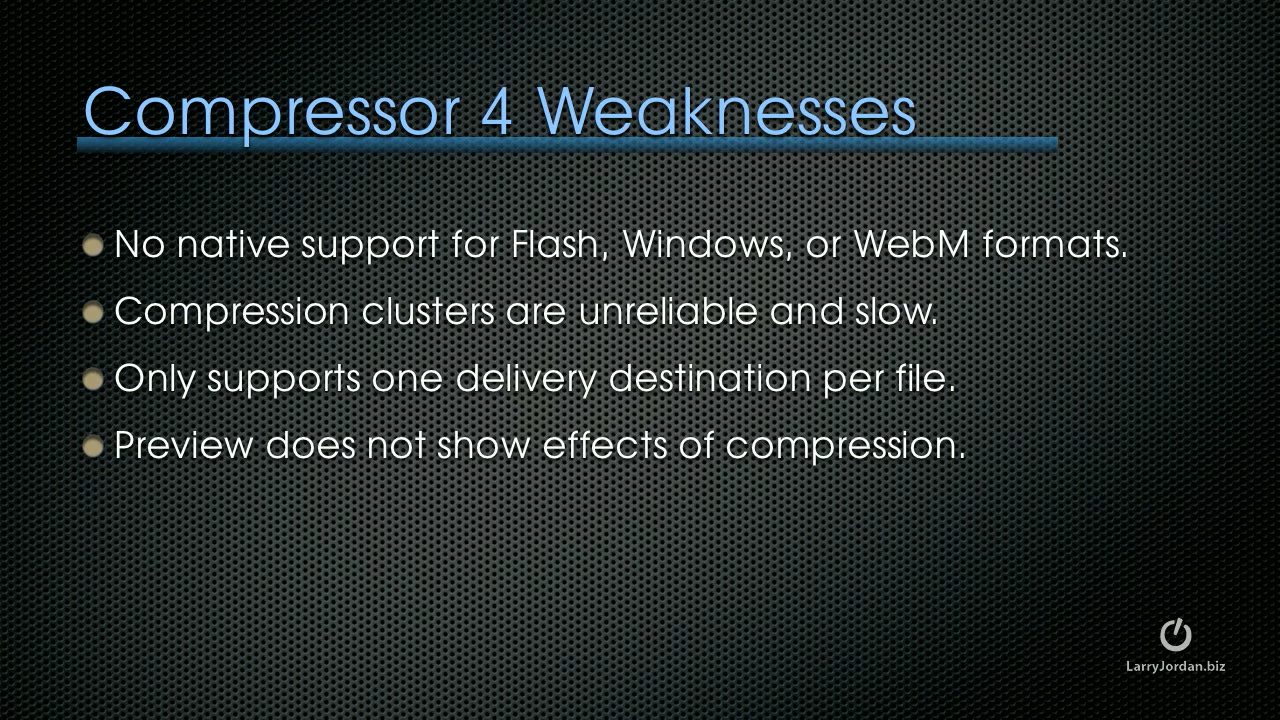 Compressor 4 Weaknesses
No native support for Flash, Windows, or WebM formats.
Compression clusters are unreliable and slow.
Only supports one delivery destination per file.
Preview does not show effects of compression.
LarryJordan.biz